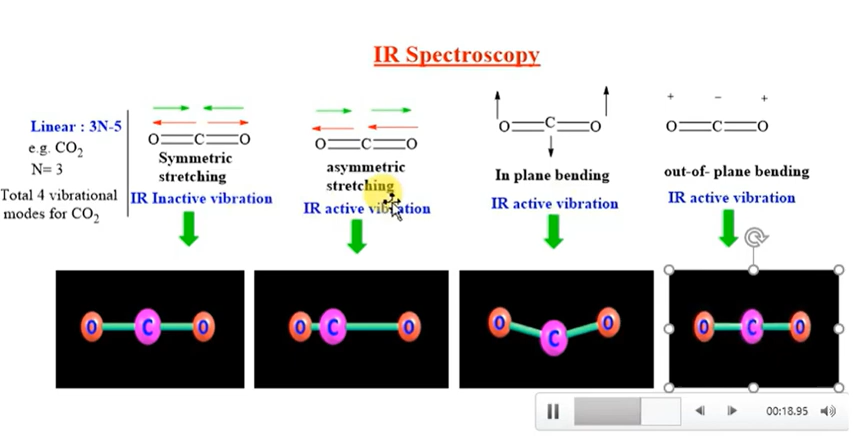 IR Spectroscopy
Linear : 3N-5
e.g. CO2
N= 3
Total 4 vibrational
modes for CO2
O C O
Symmetric
stretching
IR Inactive vibration
O C O
asymmetric
stretching
IR active vibration
O C O
In plane bending
IR active vibration
+ − +
O C O
out-of- plane bending
IR active vibration
O C O
O C O
O C O
O C O
00:18.95